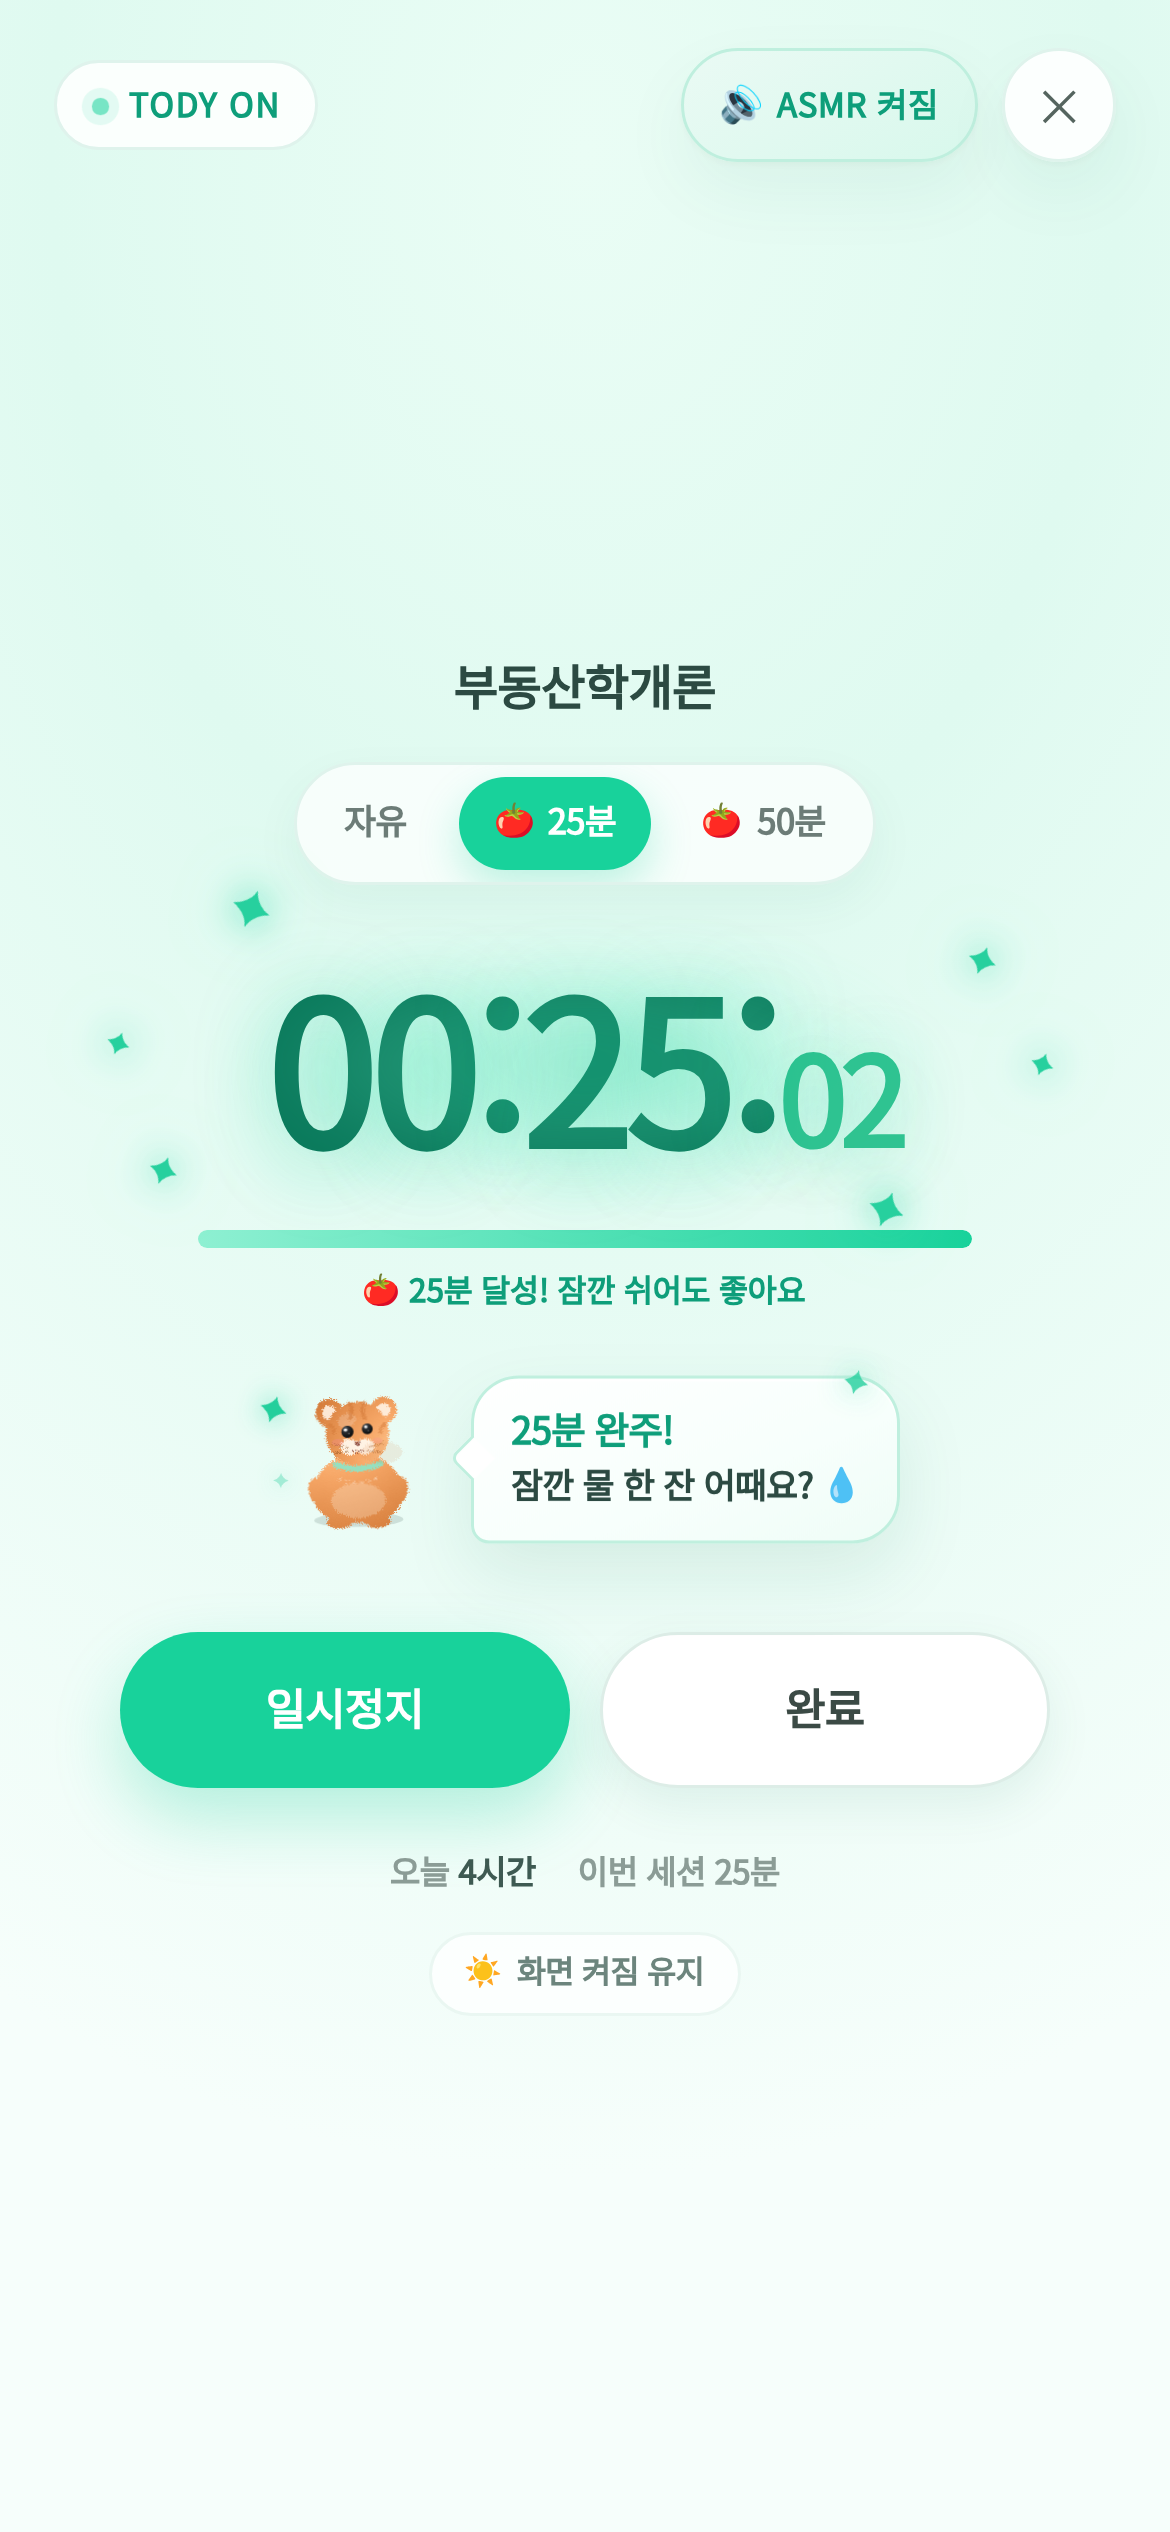 TODY ON
🔊 ASMR 켜짐
부동산학개론
자유 🍅 25분 🍅 50분
00:25:02
🍅 25분 달성! 잠깐 쉬어도 좋아요
25분 완주!
잠깐 물 한 잔 어때요? 💧
일시정지 완료
오늘 4시간 이번 세션 25분
☀️ 화면 켜짐 유지